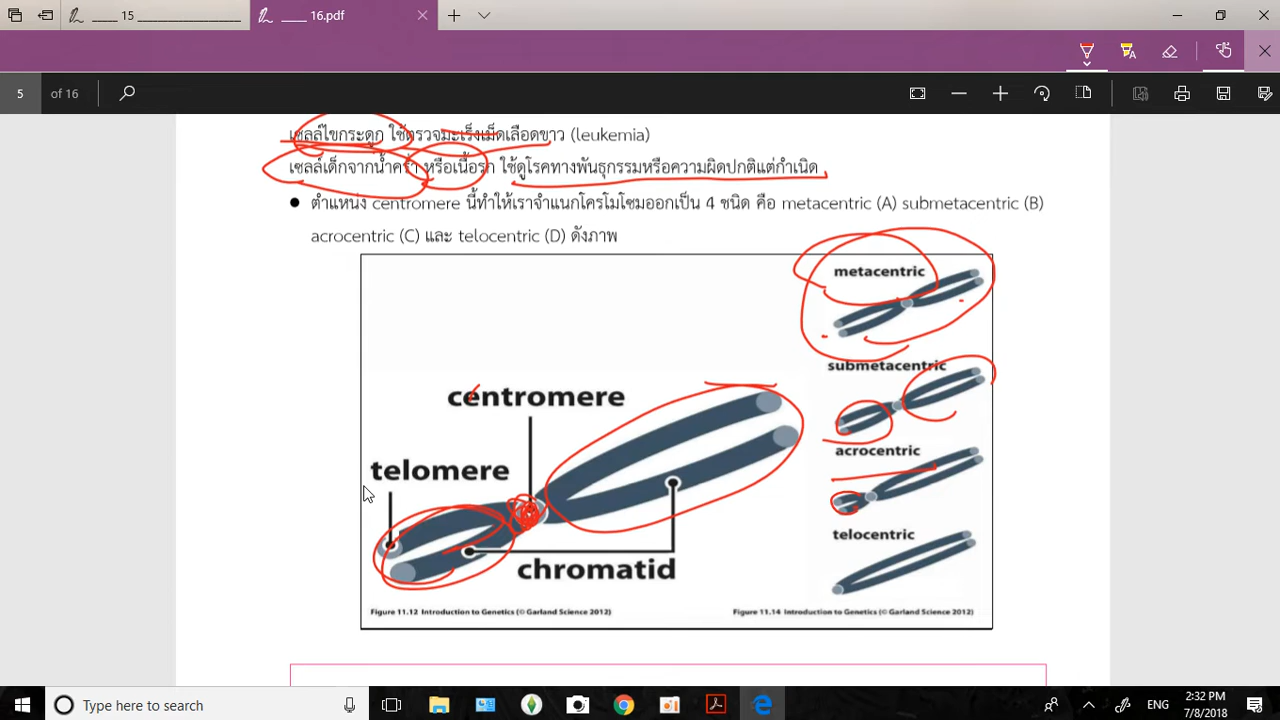 ____ 15 ____
____ 16.pdf
5 of 16
เซลล์ไขกระดูก ใช้ตรวจมะเร็งเม็ดเลือดขาว (leukemia)
เซลล์เด็กจากน้ำคร่ำ หรือเนื้อรก ใช้ดูโรคทางพันธุกรรมหรือความผิดปกติแต่กำเนิด
● ตำแหน่ง centromere นี้ทำให้เราจำแนกโครโมโซมออกเป็น 4 ชนิด คือ metacentric (A) submetacentric (B)
acrocentric (C) และ telocentric (D) ดังภาพ
metacentric
submetacentric
centromere
acrocentric
telomere
telocentric
chromatid
Figure 11.12 Introduction to Genetics (© Garland Science 2012)
Figure 11.14 Introduction to Genetics (© Garland Science 2012)
Type here to search
ENG
2:32 PM
7/8/2018